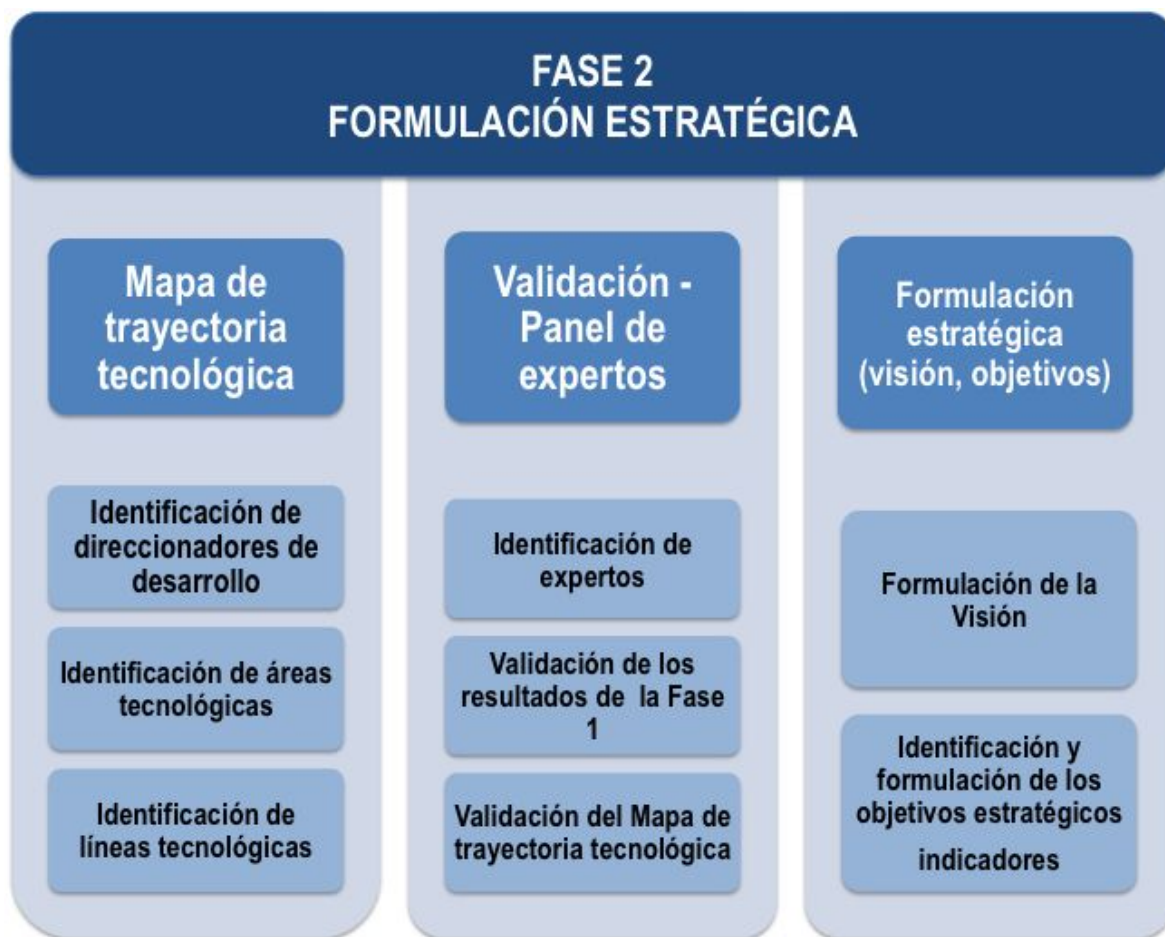 FASE 2
FORMULACIÓN ESTRATÉGICA
Mapa de
trayectoria
tecnológica
Identificación de
direccionadores de
desarrollo
Identificación de áreas
tecnológicas
Identificación de
líneas tecnológicas
Validación -
Panel de
expertos
Identificación de
expertos
Validación de los
resultados de la Fase
1
Validación del Mapa de
trayectoria tecnológica
Formulación
estratégica
(visión, objetivos)
Formulación de la
Visión
Identificación y
formulación de los
objetivos estratégicos
indicadores